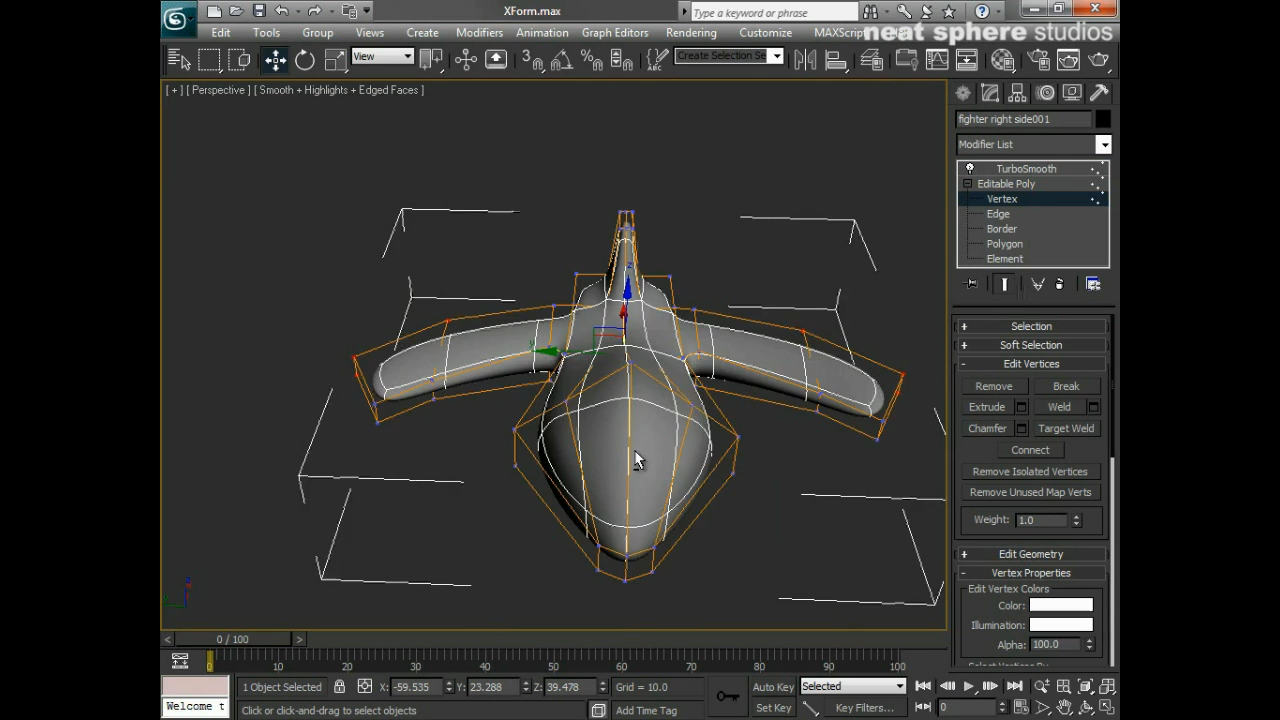 XForm.max
Type a keyword or phrase
Edit Tools Group Views Create Modifiers Animation Graph Editors Rendering Customize MAXScrip
neat sphere studios
View
Create Selection Se
[ + ] [ Perspective ] [ Smooth + Highlights + Edged Faces ]
fighter right side001
Modifier List
TurboSmooth
Editable Poly
Vertex
Edge
Border
Polygon
Element
+ Selection
+ Soft Selection
- Edit Vertices
Remove Break
Extrude Weld
Chamfer Target Weld
Connect
Remove Isolated Vertices
Remove Unused Map Verts
Weight: 1.0
+ Edit Geometry
- Vertex Properties
Edit Vertex Colors
Color:
Illumination:
Alpha: 100.0
Select Vertices By
< 0 / 100 >
0 10 20 30 40 50 60 70 80 90 100
1 Object Selected X: -59.535 Y: 23.288 Z: 39.478 Grid = 10.0 Auto Key Selected
Welcome t Click or click-and-drag to select objects Add Time Tag Set Key Key Filters... 0